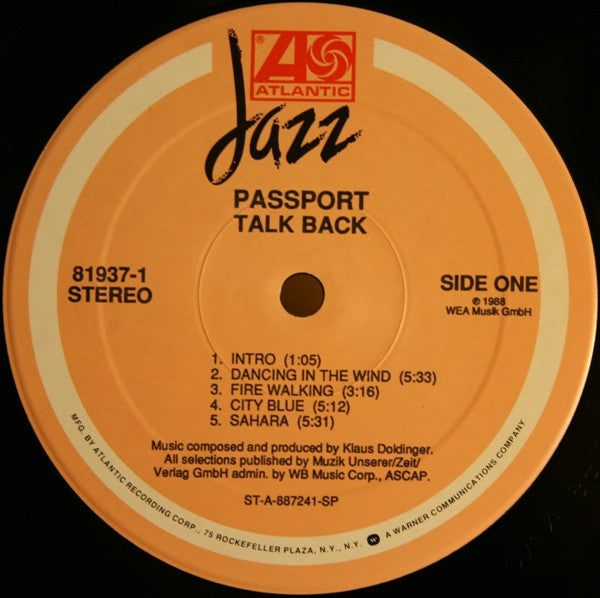 ®
ATLANTIC
Jazz
PASSPORT
TALK BACK
81937-1
STEREO
SIDE ONE
℗ 1988
WEA Musik GmbH
1. INTRO (1:05)
2. DANCING IN THE WIND (5:33)
3. FIRE WALKING (3:16)
4. CITY BLUE (5:12)
5. SAHARA (5:31)
Music composed and produced by Klaus Doldinger.
All selections published by Muzik Unserer/Zeit/
Verlag GmbH admin. by WB Music Corp., ASCAP.
ST-A-887241-SP
MFG. BY ATLANTIC RECORDING CORP., 75 ROCKEFELLER PLAZA, N.Y., N.Y. A WARNER COMMUNICATIONS COMPANY